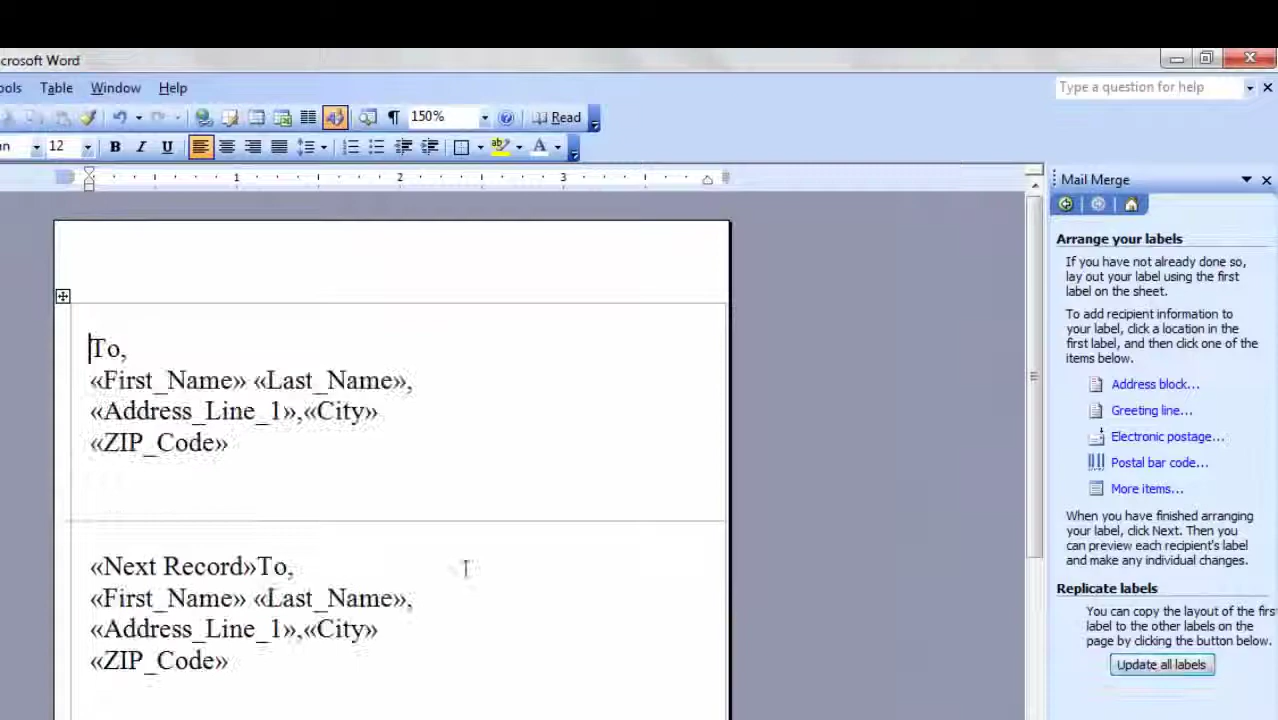 crosoft Word
ools Table Window Help
Type a question for help
150%
Read
12
B I U
1 2 3
To,
«First_Name» «Last_Name»,
«Address_Line_1»,«City»
«ZIP_Code»
«Next Record»To,
«First_Name» «Last_Name»,
«Address_Line_1»,«City»
«ZIP_Code»
Mail Merge
Arrange your labels
If you have not already done so,
lay out your label using the first
label on the sheet.
To add recipient information to
your label, click a location in the
first label, and then click one of the
items below.
Address block...
Greeting line...
Electronic postage...
Postal bar code...
More items...
When you have finished arranging
your label, click Next. Then you
can preview each recipient's label
and make any individual changes.
Replicate labels
You can copy the layout of the first
label to the other labels on the
page by clicking the button below.
Update all labels